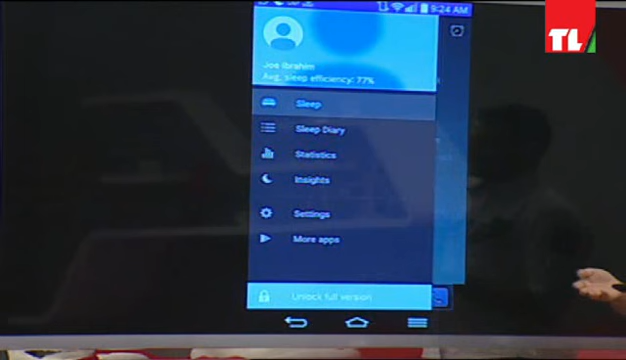 9:24 AM
TL
Joe Ibrahim
Avg. sleep efficiency: 77%
Sleep
Sleep Diary
Statistics
Insights
Settings
More apps
Unlock full version